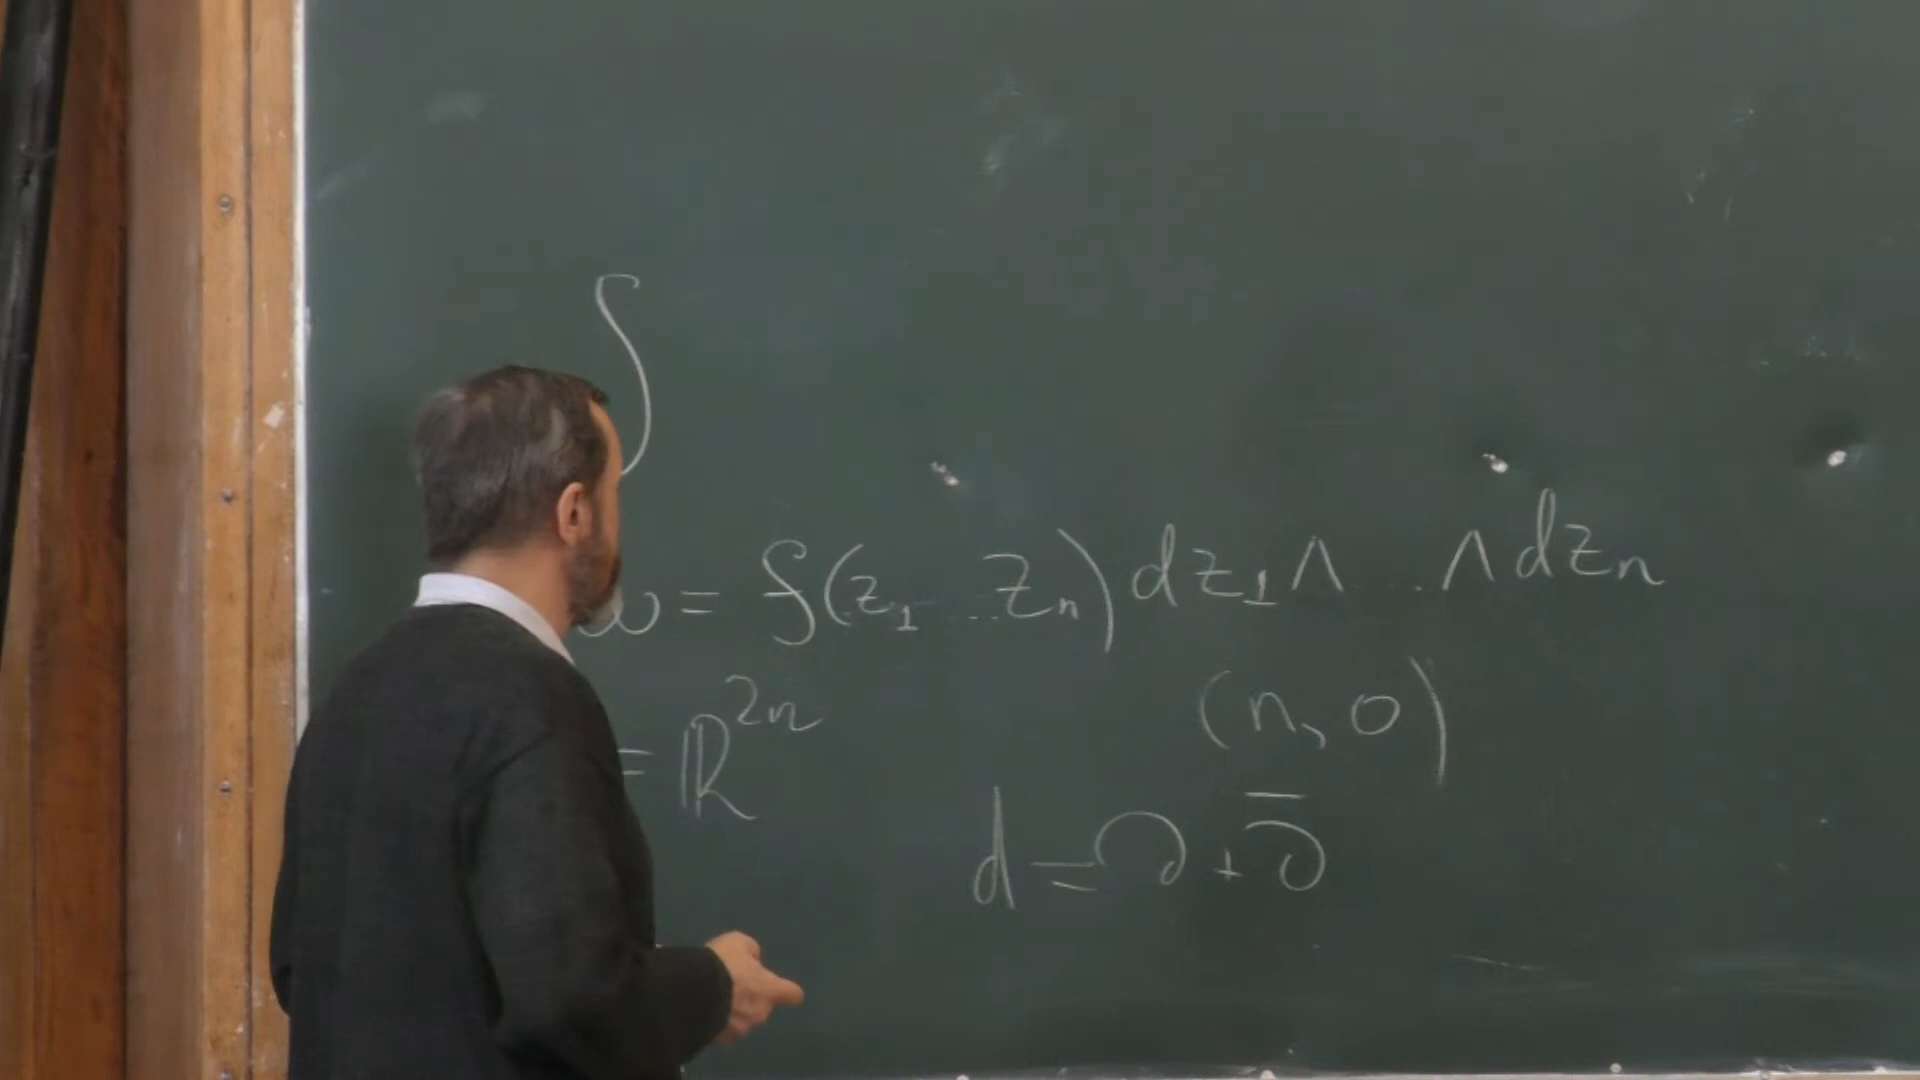 ∫
ω = f(z₁ ... zₙ) dz₁ ∧ ... ∧ dzₙ
= ℝ²ⁿ (n, 0)
d = ∂ + ∂̄